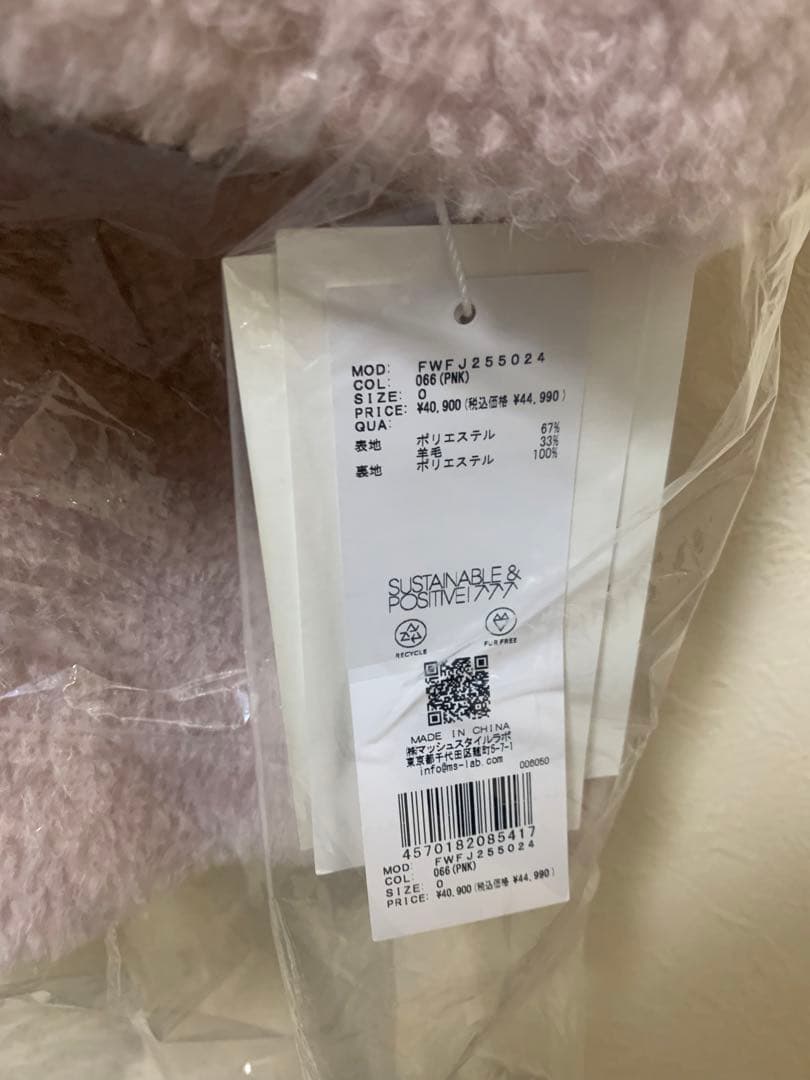 MOD: FWFJ255024
COL: 066(PNK)
SIZE: 0
PRICE: ¥40,900(税込価格 ¥44,990)
QUA:
表地 ポリエステル 67%
羊毛 33%
裏地 ポリエステル 100%
SUSTAINABLE &
POSITIVE!
RECYCLE FUR FREE
MADE IN CHINA
㈱マッシュスタイルラボ
東京都千代田区麹町5-7-1
info@ms-lab.com 006050
4570182085417
MOD: FWFJ255024
COL: 066(PNK)
SIZE: 0
PRICE: ¥40,900(税込価格 ¥44,990)